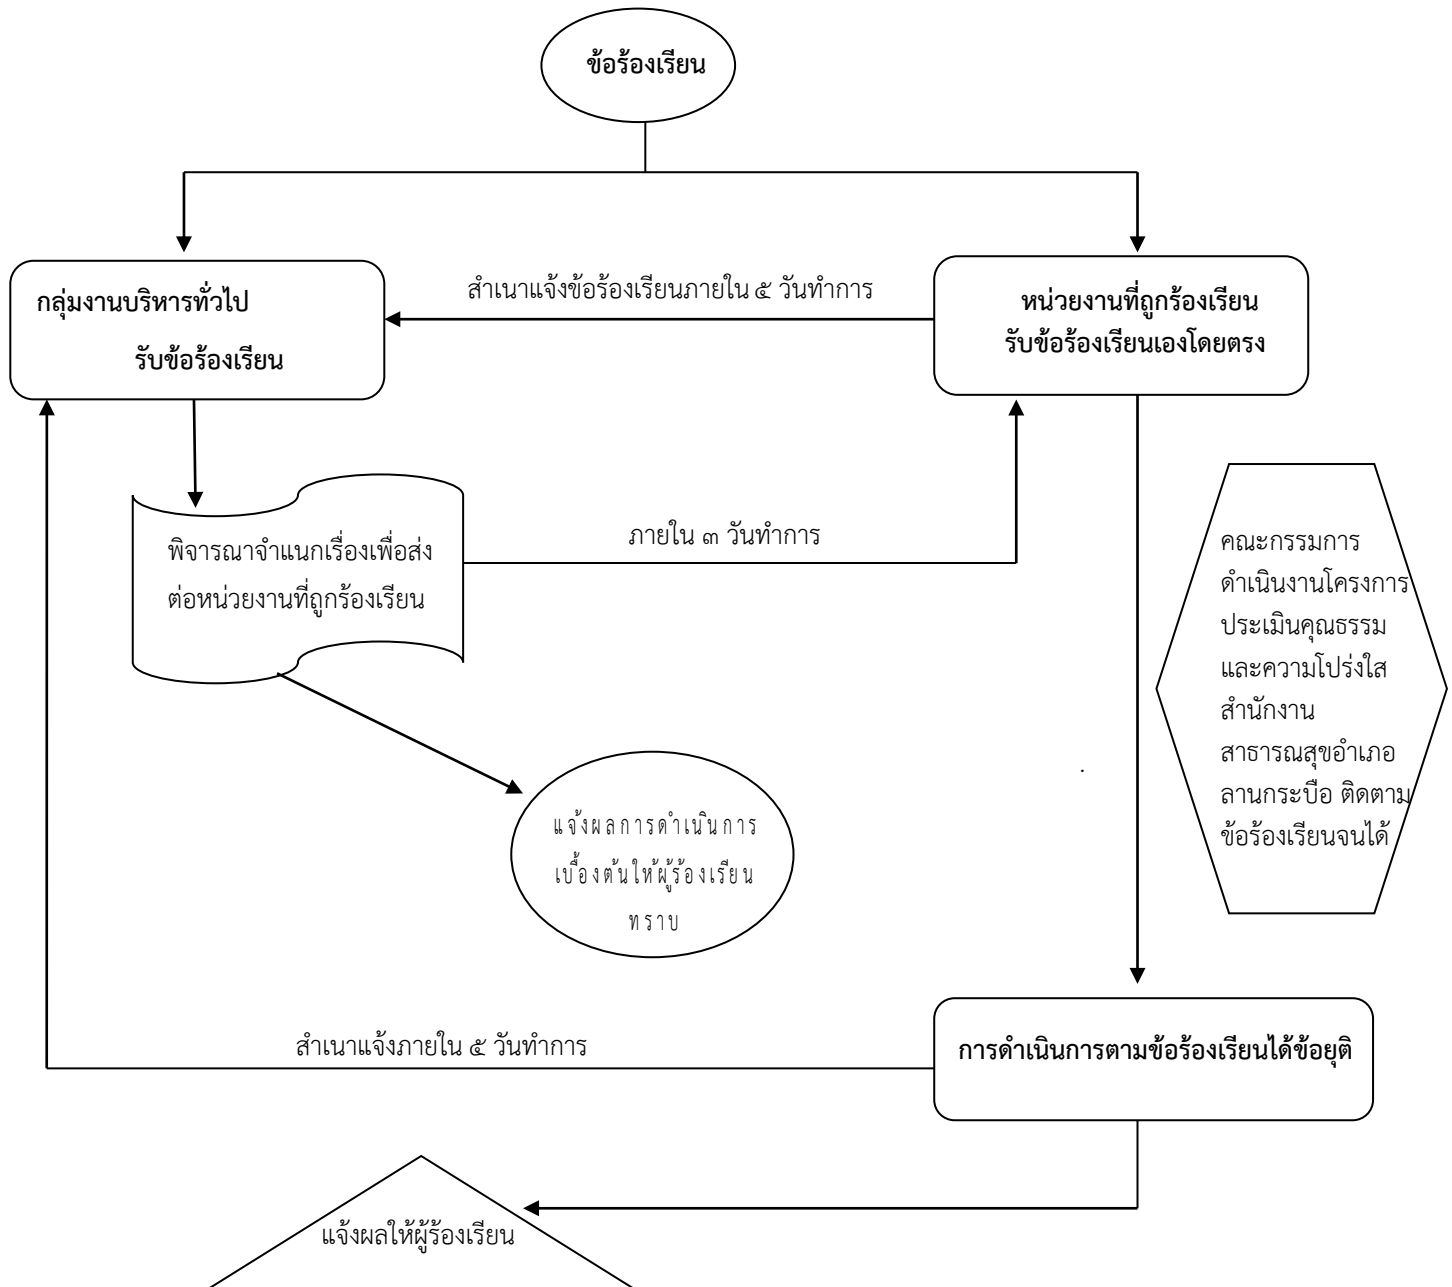 ข้อร้องเรียน
กลุ่มงานบริหารทั่วไป
รับข้อร้องเรียน
สำเนาแจ้งข้อร้องเรียนภายใน ๕ วันทำการ
หน่วยงานที่ถูกร้องเรียน
รับข้อร้องเรียนเองโดยตรง
พิจารณาจำแนกเรื่องเพื่อส่ง
ต่อหน่วยงานที่ถูกร้องเรียน
ภายใน ๓ วันทำการ
คณะกรรมการ
ดำเนินงานโครงการ
ประเมินคุณธรรม
และความโปร่งใส
สำนักงาน
สาธารณสุขอำเภอ
ลานกระบือ ติดตาม
ข้อร้องเรียนจนได้
แจ้งผลการดำเนินการ
เบื้องต้นให้ผู้ร้องเรียน
ทราบ
สำเนาแจ้งภายใน ๕ วันทำการ
การดำเนินการตามข้อร้องเรียนได้ข้อยุติ
แจ้งผลให้ผู้ร้องเรียน